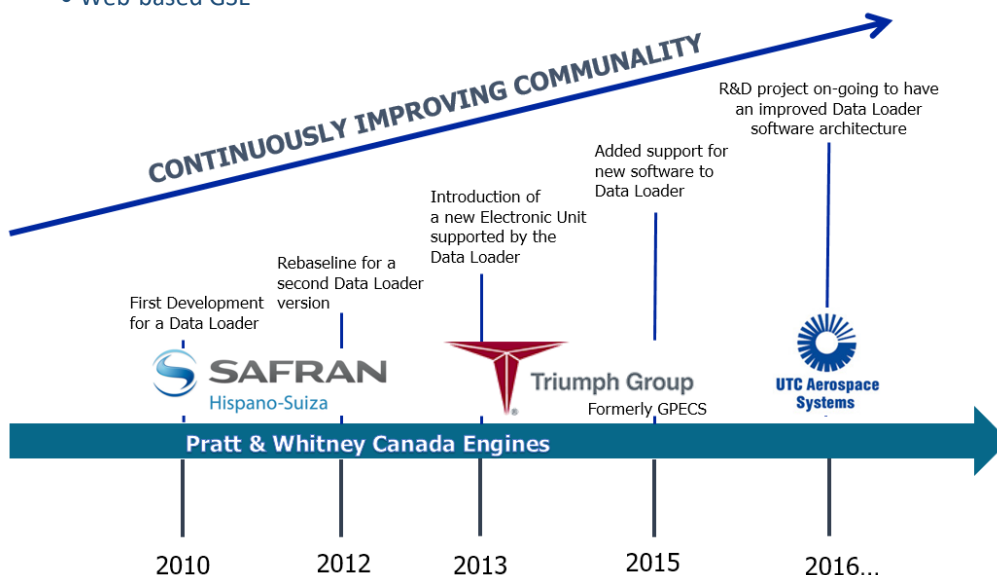 • Web-based GSE
CONTINUOUSLY IMPROVING COMMUNALITY
R&D project on-going to have
an improved Data Loader
software architecture
Added support for
new software to
Data Loader
Introduction of
a new Electronic Unit
supported by the
Data Loader
Rebaseline for a
second Data Loader
version
First Development
for a Data Loader
SAFRAN
Hispano-Suiza
Triumph Group
®
Formerly GPECS
UTC Aerospace
Systems
Pratt & Whitney Canada Engines
2010
2012
2013
2015
2016...